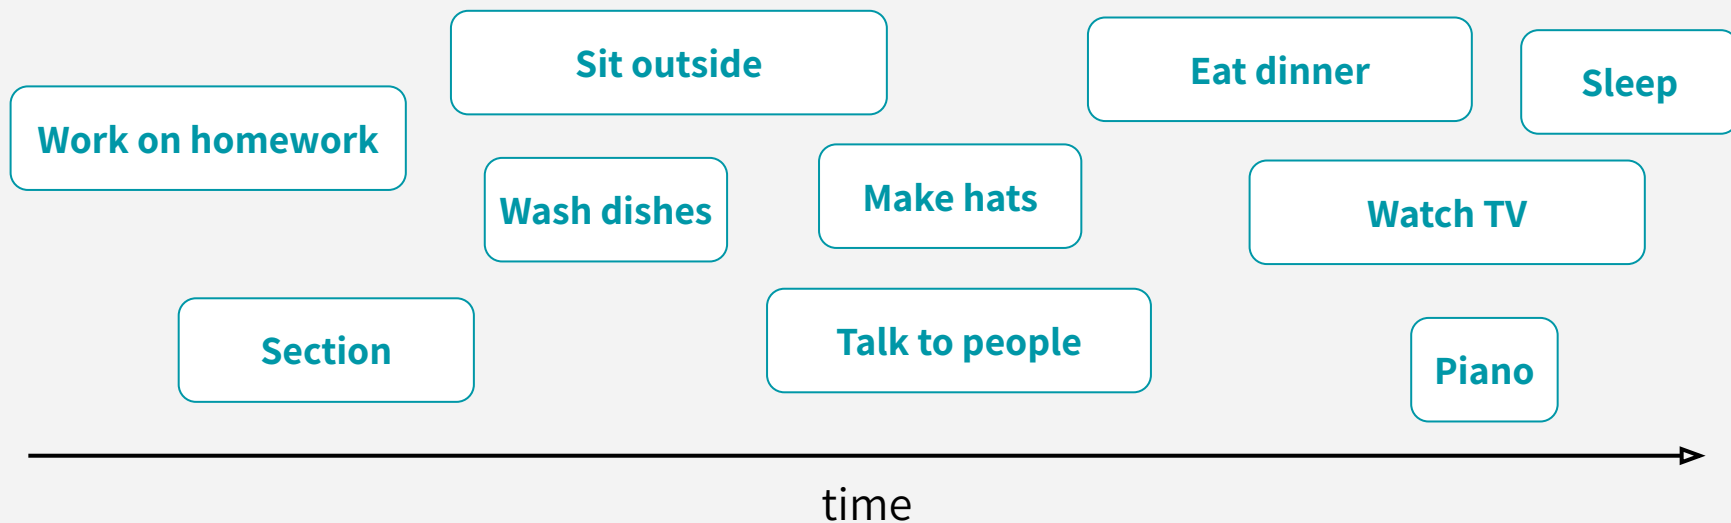 Sit outside
Eat dinner
Sleep
Work on homework
Wash dishes
Make hats
Watch TV
Section
Talk to people
Piano
time